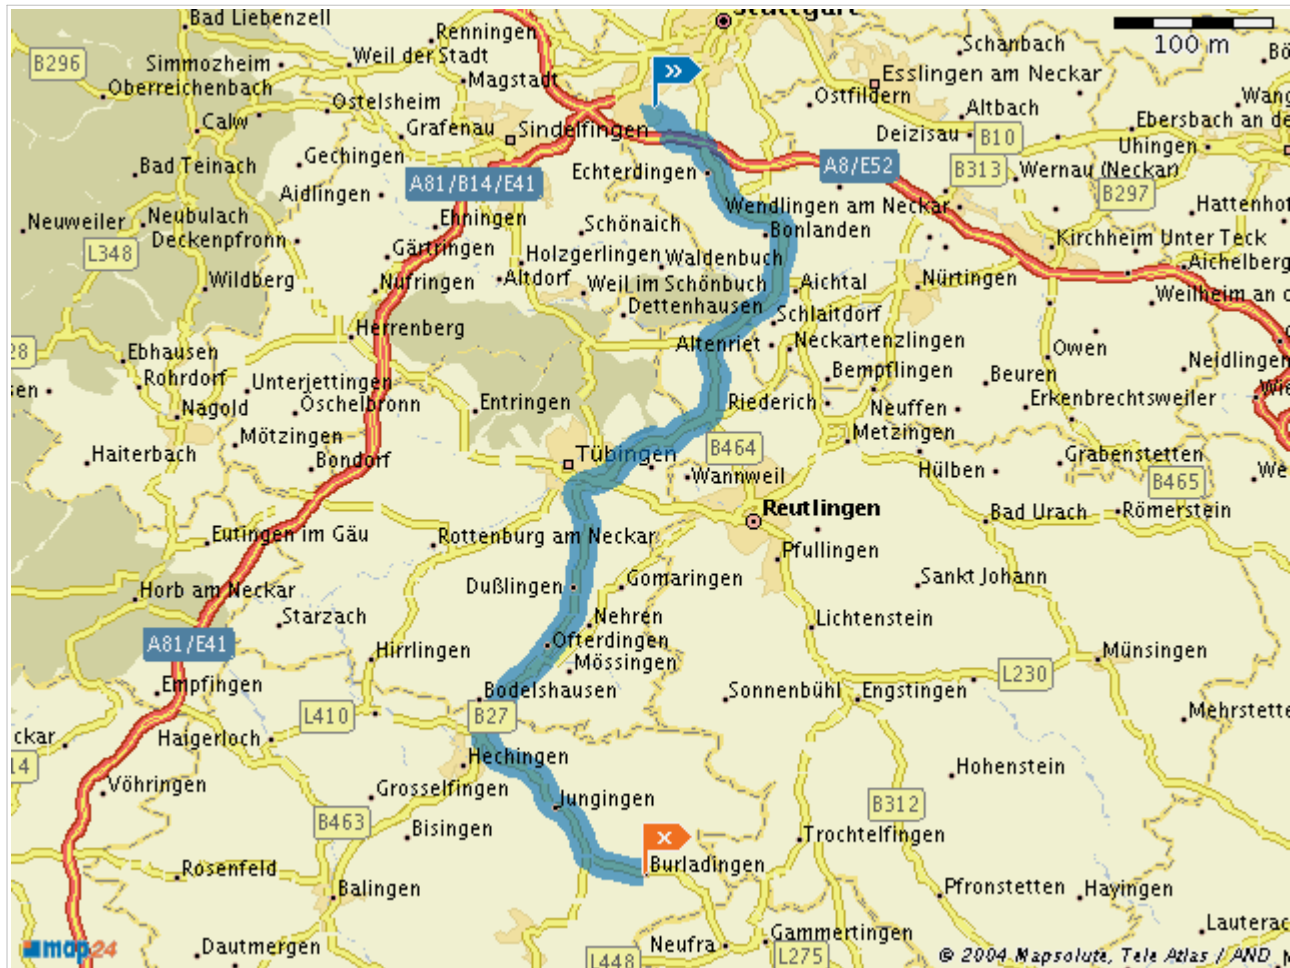 Stuttgart
Bad Liebenzell
Renningen
Schanbach
100 m
B296
Simmozheim
Weil der Stadt
Magstadt
Esslingen am Neckar
Oberreichenbach
Ostelsheim
Ostfildern
Altbach
Calw
Grafenau
Sindelfingen
Deizisau
B10
Ebersbach an de
Uhingen
Bad Teinach
Gechingen
Echterdingen
A8/E52
B313
Wernau (Neckar)
Aidlingen
A81/B14/E41
B297
Neuweiler
Neubulach
Ehningen
Schönaich
Wendlingen am Neckar
Hattenhof
Deckenpfronn
Bonlanden
Kirchheim Unter Teck
L348
Gärtringen
Holzgerlingen
Waldenbuch
Aichelberg
Wildberg
Nufringen
Altdorf
Weil im Schönbuch
Aichtal
Nürtingen
Dettenhausen
Weilheim an d
Herrenberg
Schlaitdorf
28
Ebhausen
Altenriet
Neckartenzlingen
Owen
Neidlingen
Rohrdorf
Unterjettingen
Bempflingen
Beuren
Nagold
Öschelbronn
Entringen
Riederich
Neuffen
Erkenbrechtsweiler
Mötzingen
Metzingen
Haiterbach
Bondorf
Tübingen
B464
Hülben
Grabenstetten
Wannweil
B465
Reutlingen
Bad Urach
Römerstein
Eutingen im Gäu
Rottenburg am Neckar
Pfullingen
Horb am Neckar
Dußlingen
Gomaringen
Sankt Johann
Starzach
Nehren
Lichtenstein
A81/E41
Hirrlingen
Ofterdingen
Mössingen
Münsingen
Empfingen
Bodelshausen
Sonnenbühl
Engstingen
L230
L410
B27
Mehrstette
ckar
Haigerloch
Hechingen
14
Vöhringen
Grosselfingen
Jungingen
Hohenstein
B463
Bisingen
B312
Trochtelfingen
Rosenfeld
Burladingen
Balingen
Pfronstetten
Hayingen
Lauterac
map24
Dautmergen
L448
Neufra
Gammertingen
L275
© 2004 Mapsolute, Tele Atlas / AND